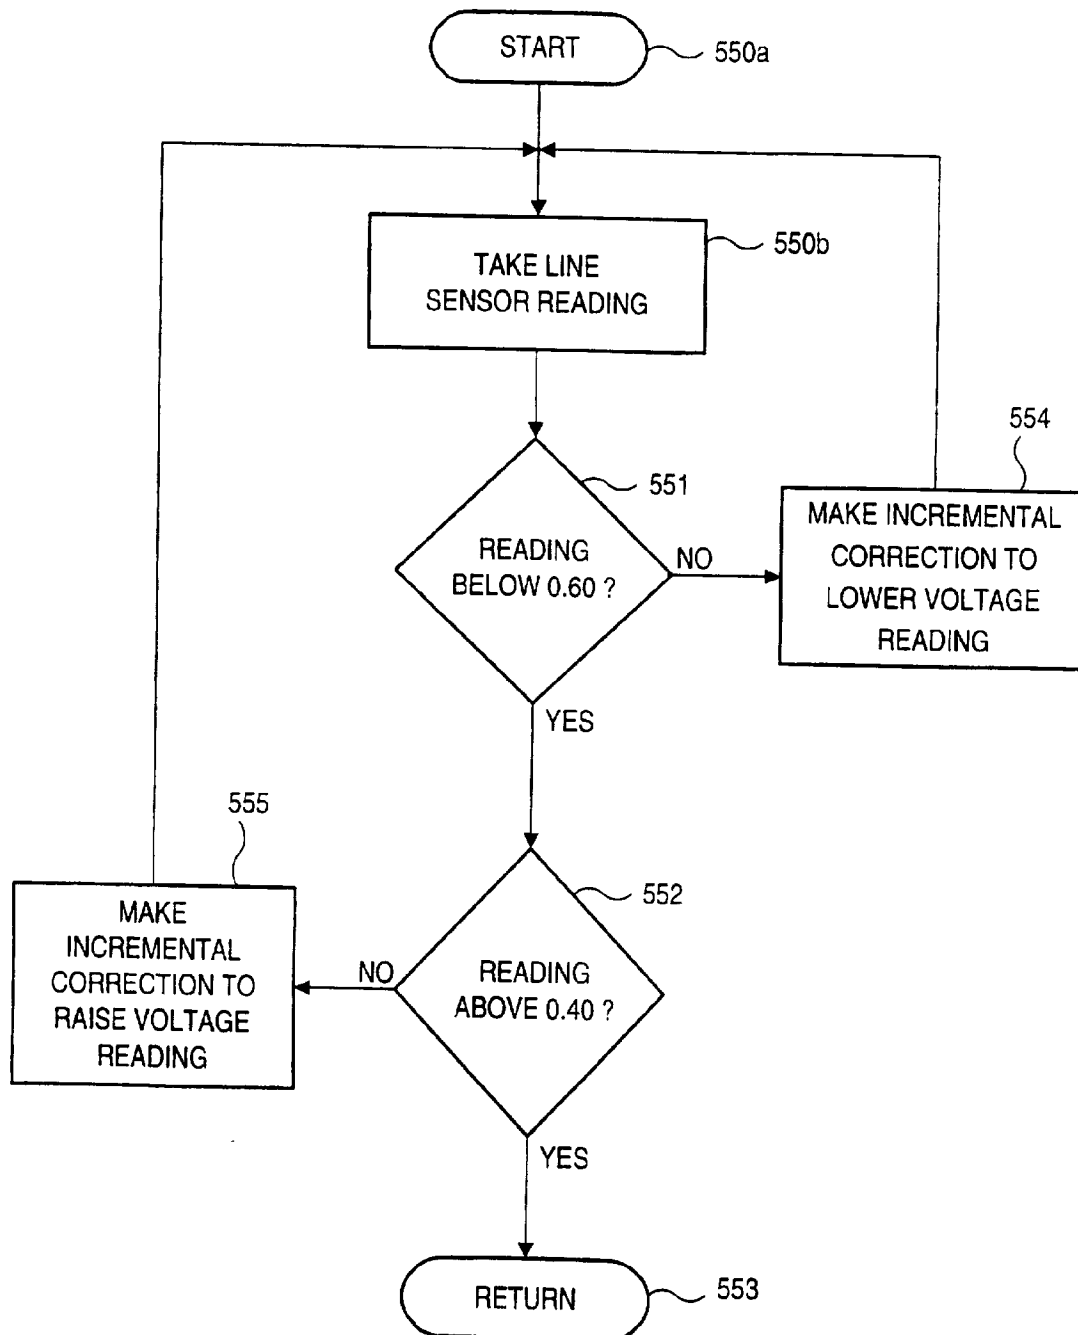 START
550a
TAKE LINE
SENSOR READING
550b
READING
BELOW 0.60 ?
551
NO
YES
554
MAKE INCREMENTAL
CORRECTION TO
LOWER VOLTAGE
READING
555
MAKE
INCREMENTAL
CORRECTION TO
RAISE VOLTAGE
READING
NO
552
READING
ABOVE 0.40 ?
YES
RETURN
553